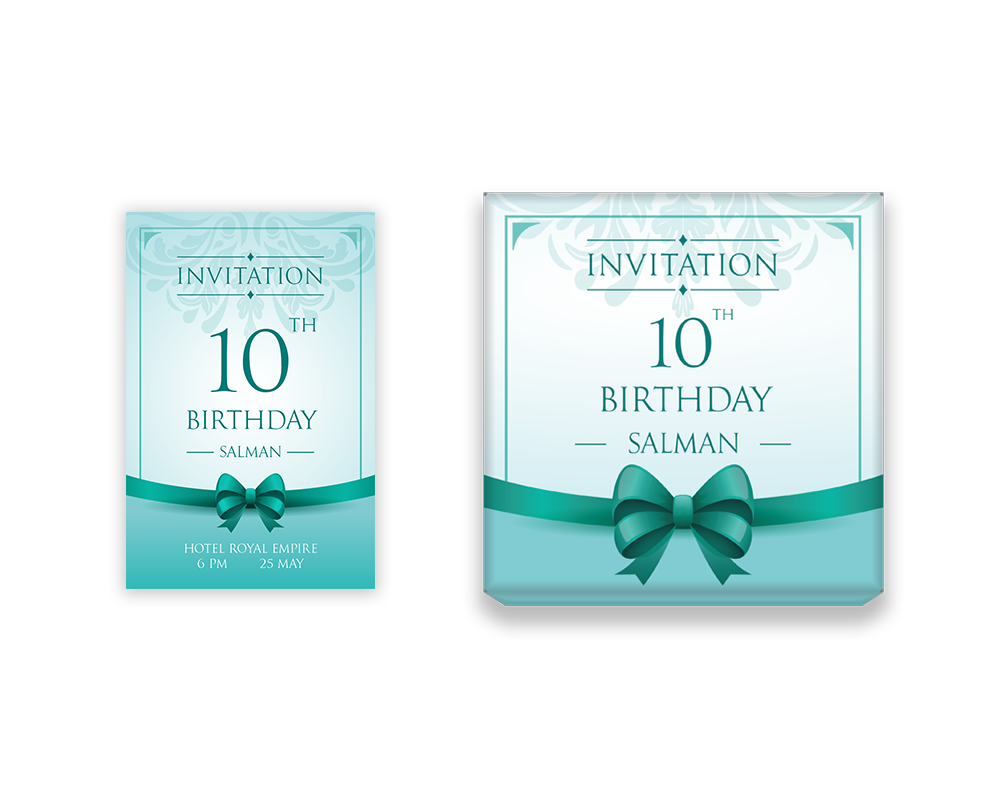 INVITATION
10TH
BIRTHDAY
SALMAN
HOTEL ROYAL EMPIRE
6 PM 25 MAY
INVITATION
10TH
BIRTHDAY
SALMAN